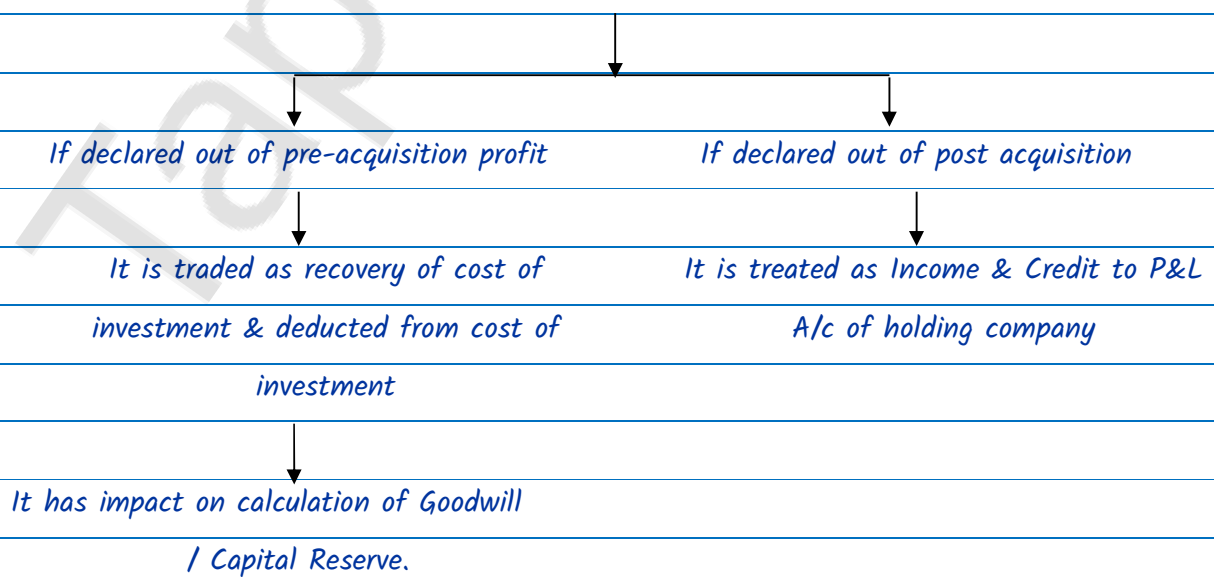 If declared out of pre-acquisition profit
If declared out of post acquisition
It is traded as recovery of cost of
investment & deducted from cost of
investment
It is treated as Income & Credit to P&L
A/c of holding company
It has impact on calculation of Goodwill
/ Capital Reserve.
Tap